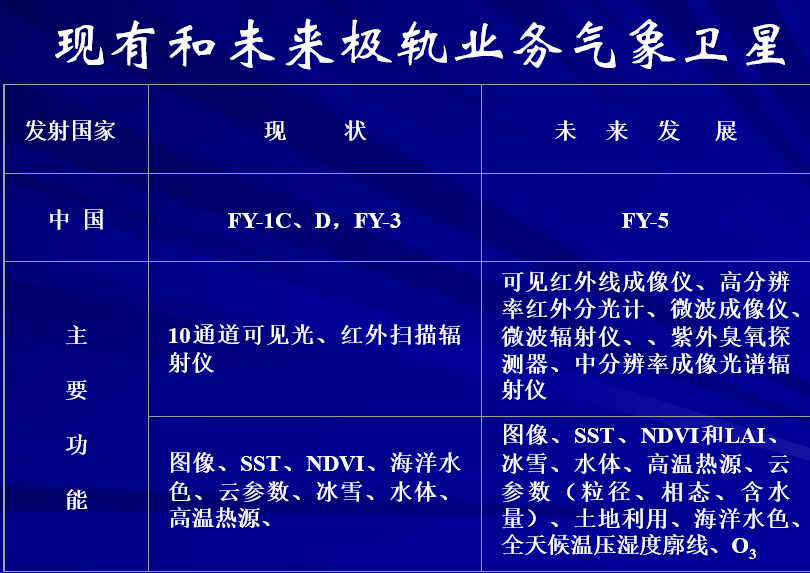 现有和未来极轨业务气象卫星
发射国家
现 状
未 来 发 展
中 国
FY-1C、D，FY-3
FY-5
主
要
功
能
10通道可见光、红外扫描辐
射仪
可见红外线成像仪、高分辨
率红外分光计、微波成像仪、
微波辐射仪、、紫外臭氧探
测器、中分辨率成像光谱辐
射仪
图像、SST、NDVI、海洋水
色、云参数、冰雪、水体、
高温热源、
图像、SST、NDVI和LAI、
冰雪、水体、高温热源、云
参数（粒径、相态、含水
量）、土地利用、海洋水色、
全天候温压湿度廓线、O3